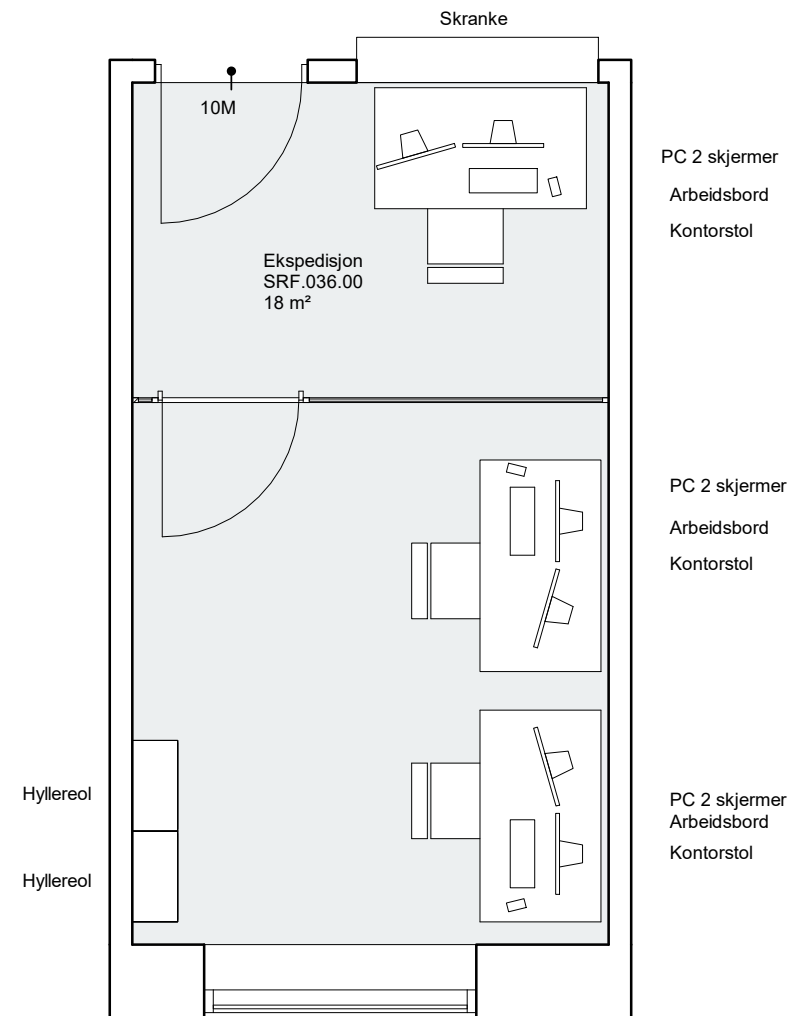 Skranke
10M
PC 2 skjermer
Arbeidsbord
Kontorstol
Ekspedisjon
SRF.036.00
18 m²
PC 2 skjermer
Arbeidsbord
Kontorstol
Hyllereol
Hyllereol
PC 2 skjermer
Arbeidsbord
Kontorstol